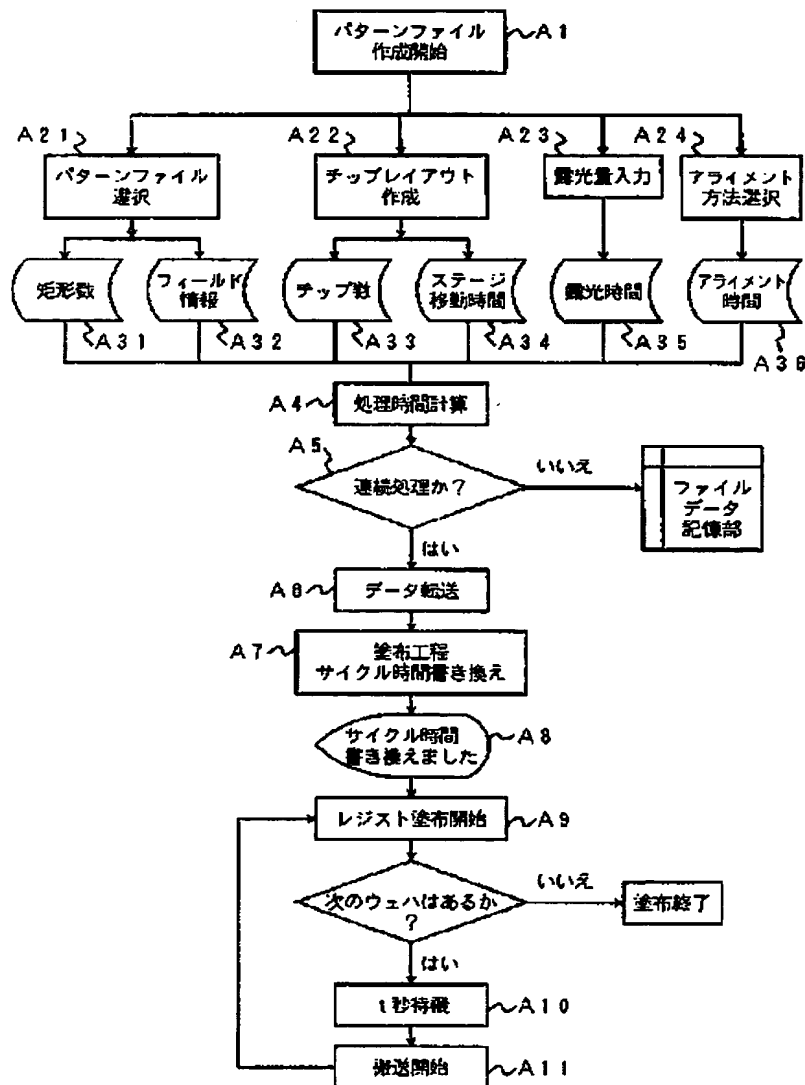 パターンファイル
作成開始
A1
A21
A22
A23
A24
パターンファイル
選択
チップレイアウト
作成
露光量入力
アライメント
方法選択
矩形数
フィールド
情報
チップ数
ステージ
移動時間
露光時間
アライメント
時間
A31
A32
A33
A34
A35
A36
A4
処理時間計算
A5
連続処理か?
いいえ
ファイル
データ
記憶部
はい
A6
データ転送
A7
塗布工程
サイクル時間書き換え
サイクル時間
書き換えました
A8
レジスト塗布開始
A9
次のウェハはあるか
?
いいえ
塗布終了
はい
t秒待機
A10
搬送開始
A11